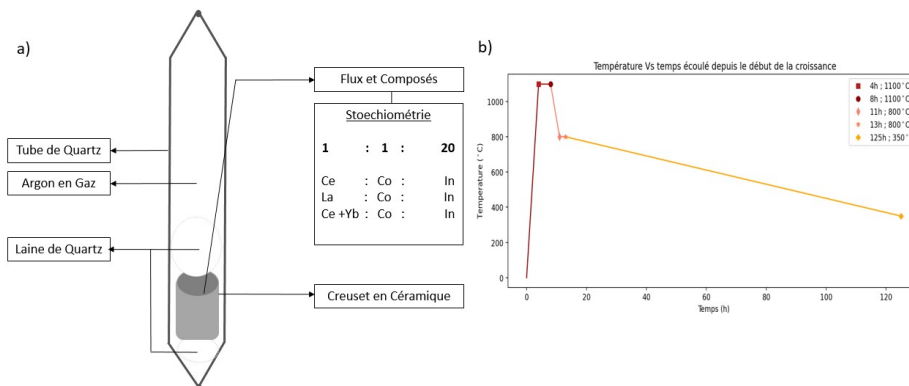 a)
Tube de Quartz
Argon en Gaz
Laine de Quartz
Flux et Composés
Stoechiométrie
1 : 1 : 20
Ce : Co : In
La : Co : In
Ce +Yb : Co : In
Creuset en Céramique
b)
Température Vs temps écoulé depuis le début de la croissance
4h ; 1100°C
8h ; 1100°C
11h ; 800°C
13h ; 800°C
125h ; 350°
Temperature (°C)
1000
800
600
400
200
0
0 20 40 60 80 100 120
Temps (h)